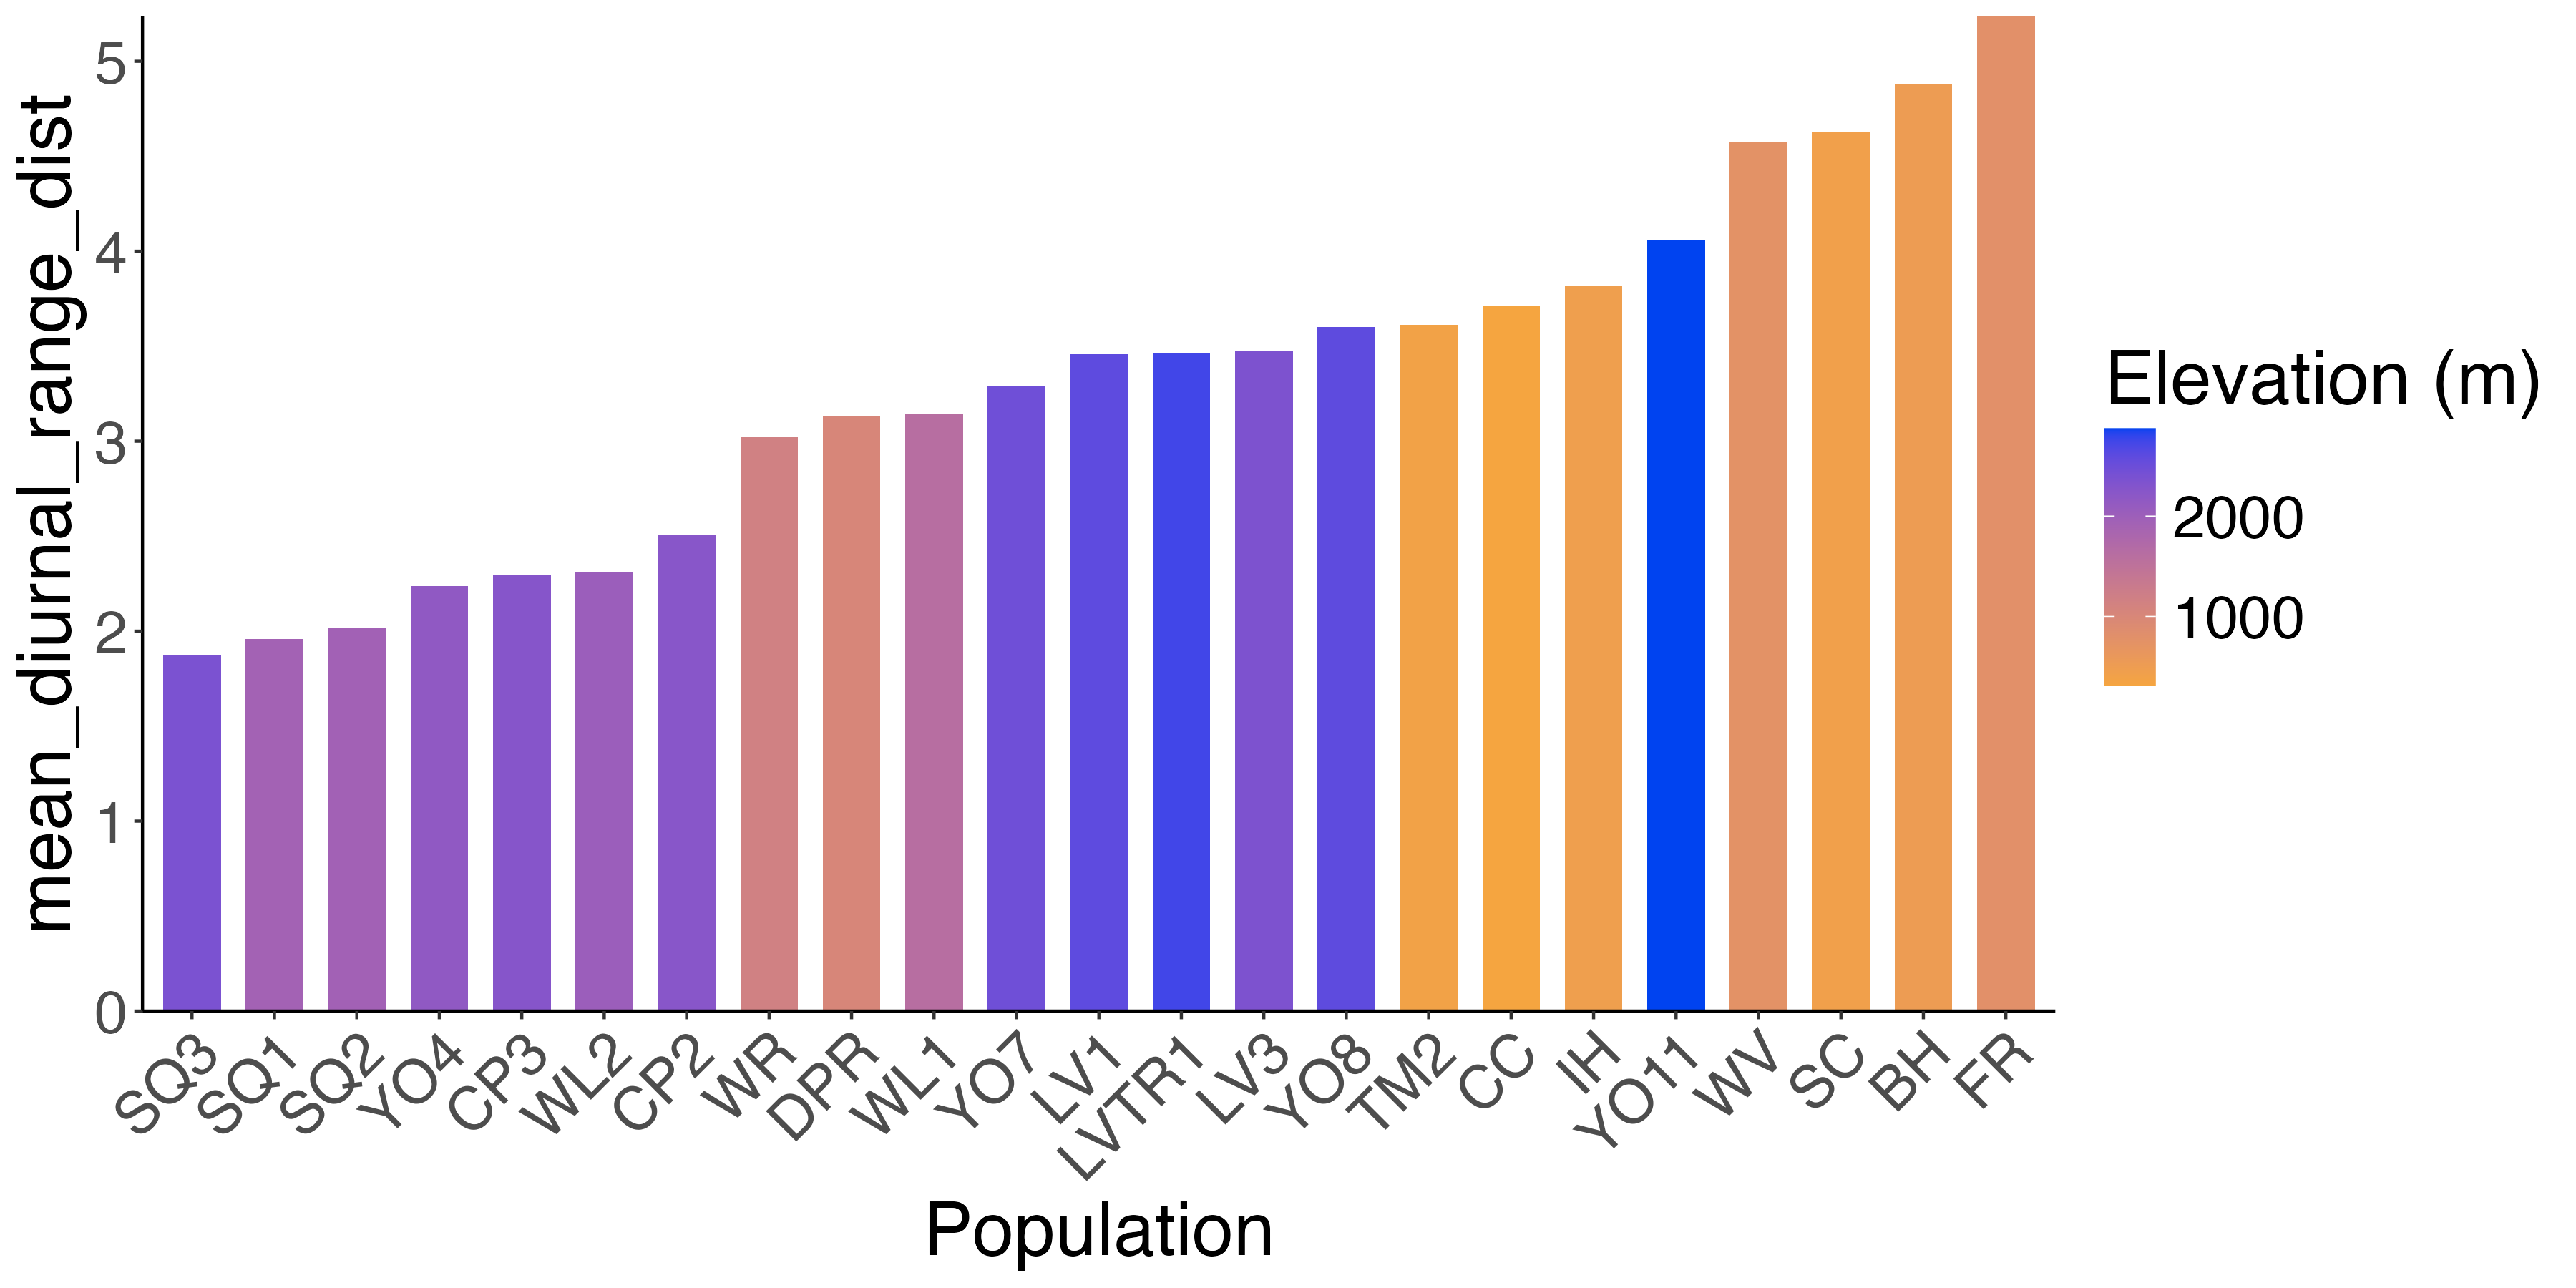 mean_diurnal_range_dist
5
4
3
2
1
0
SQ3
SQ1
SQ2
YO4
CP3
WL2
CP2
WR
DPR
WL1
YO7
LV1
LVTR1
LV3
YO8
TM2
CC
IH
YO11
WV
SC
BH
FR
Population
Elevation (m)
2000
1000